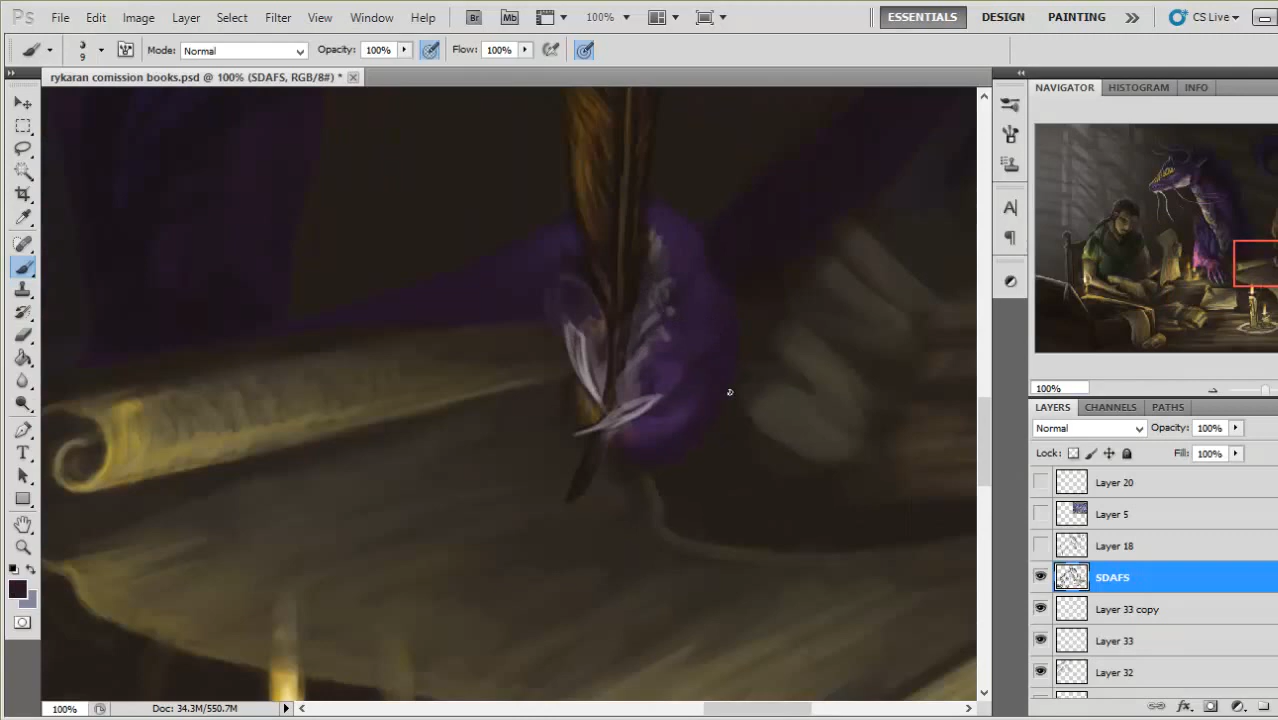 Ps File Edit Image Layer Select Filter View Window Help Br Mb 100% ESSENTIALS DESIGN PAINTING CS Live
9 Mode: Normal Opacity: 100% Flow: 100%
rykaran comission books.psd @ 100% (SDAFS, RGB/8#) *
NAVIGATOR HISTOGRAM INFO
100%
LAYERS CHANNELS PATHS
Normal Opacity: 100%
Lock: Fill: 100%
Layer 20
Layer 5
Layer 18
SDAFS
Layer 33 copy
Layer 33
Layer 32
100% Doc: 34.3M/550.7M